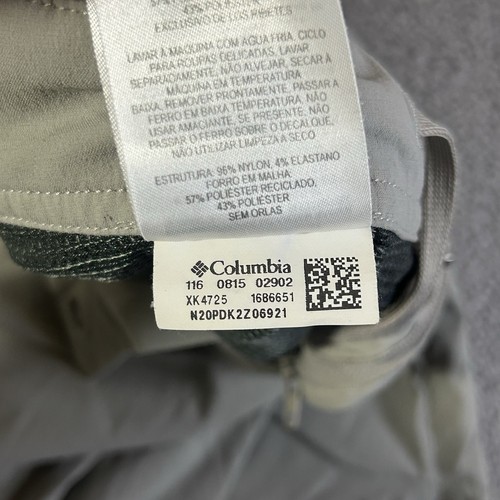 43% POLIÉSTER
EXCLUSIVO DE LOS RIBETES
LAVAR À MÁQUINA COM ÁGUA FRIA, CICLO
PARA ROUPAS DELICADAS, LAVAR
SEPARADAMENTE, NÃO ALVEJAR, SECAR À
MÁQUINA EM TEMPERATURA
BAIXA, REMOVER PRONTAMENTE, PASSAR A
FERRO EM BAIXA TEMPERATURA, NÃO
USAR AMACIANTE, SE PRESENTE, NÃO
PASSAR O FERRO SOBRE O DECALQUE,
NÃO UTILIZAR LIMPEZA A SECO
ESTRUTURA: 96% NYLON, 4% ELASTANO
FORRO EM MALHA:
57% POLIÉSTER RECICLADO,
43% POLIÉSTER
SEM ORLAS
Columbia
116 0815 02902
XK4725 1686651
N20PDK2Z06921